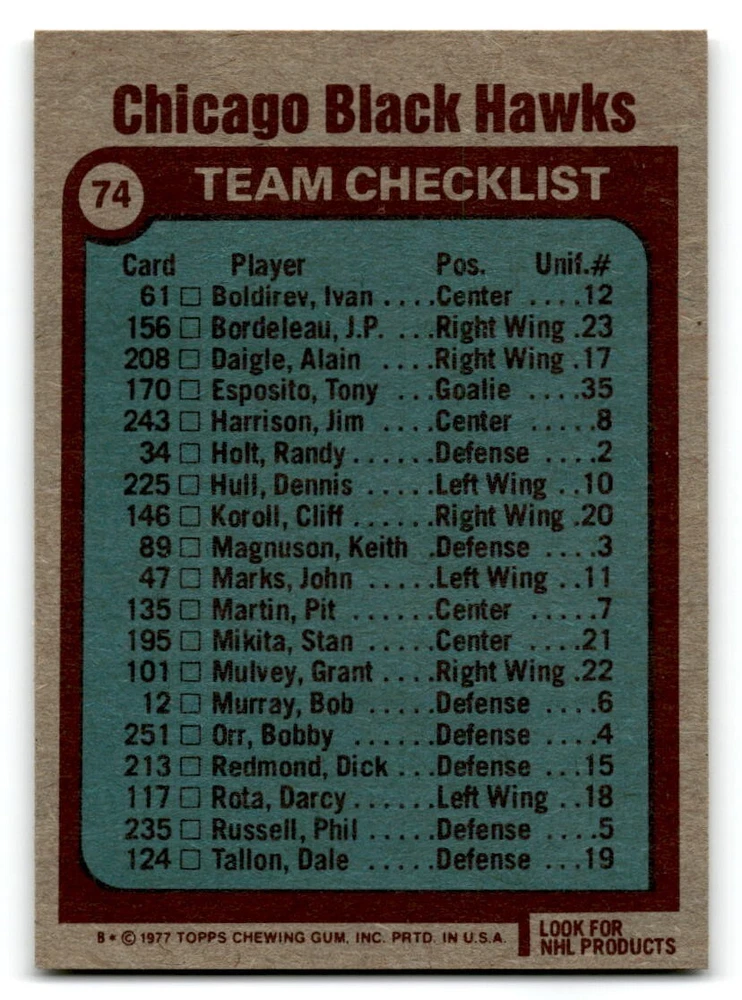 Chicago Black Hawks
74 TEAM CHECKLIST
Card Player Pos. Unif.#
61 □ Boldirev, Ivan ....Center ....12
156 □ Bordeleau, J.P. ...Right Wing .23
208 □ Daigle, Alain ....Right Wing .17
170 □ Esposito, Tony ...Goalie ....35
243 □ Harrison, Jim ....Center .....8
34 □ Holt, Randy......Defense ....2
225 □ Hull, Dennis .....Left Wing ..10
146 □ Koroll, Cliff......Right Wing .20
89 □ Magnuson, Keith .Defense ....3
47 □ Marks, John .....Left Wing ..11
135 □ Martin, Pit ......Center .....7
195 □ Mikita, Stan .....Center ....21
101 □ Mulvey, Grant ....Right Wing .22
12 □ Murray, Bob .....Defense ....6
251 □ Orr, Bobby ......Defense ....4
213 □ Redmond, Dick ...Defense ...15
117 □ Rota, Darcy......Left Wing ..18
235 □ Russell, Phil .....Defense ....5
124 □ Tallon, Dale .....Defense ...19
B* © 1977 TOPPS CHEWING GUM, INC. PRTD. IN U.S.A.
LOOK FOR
NHL PRODUCTS